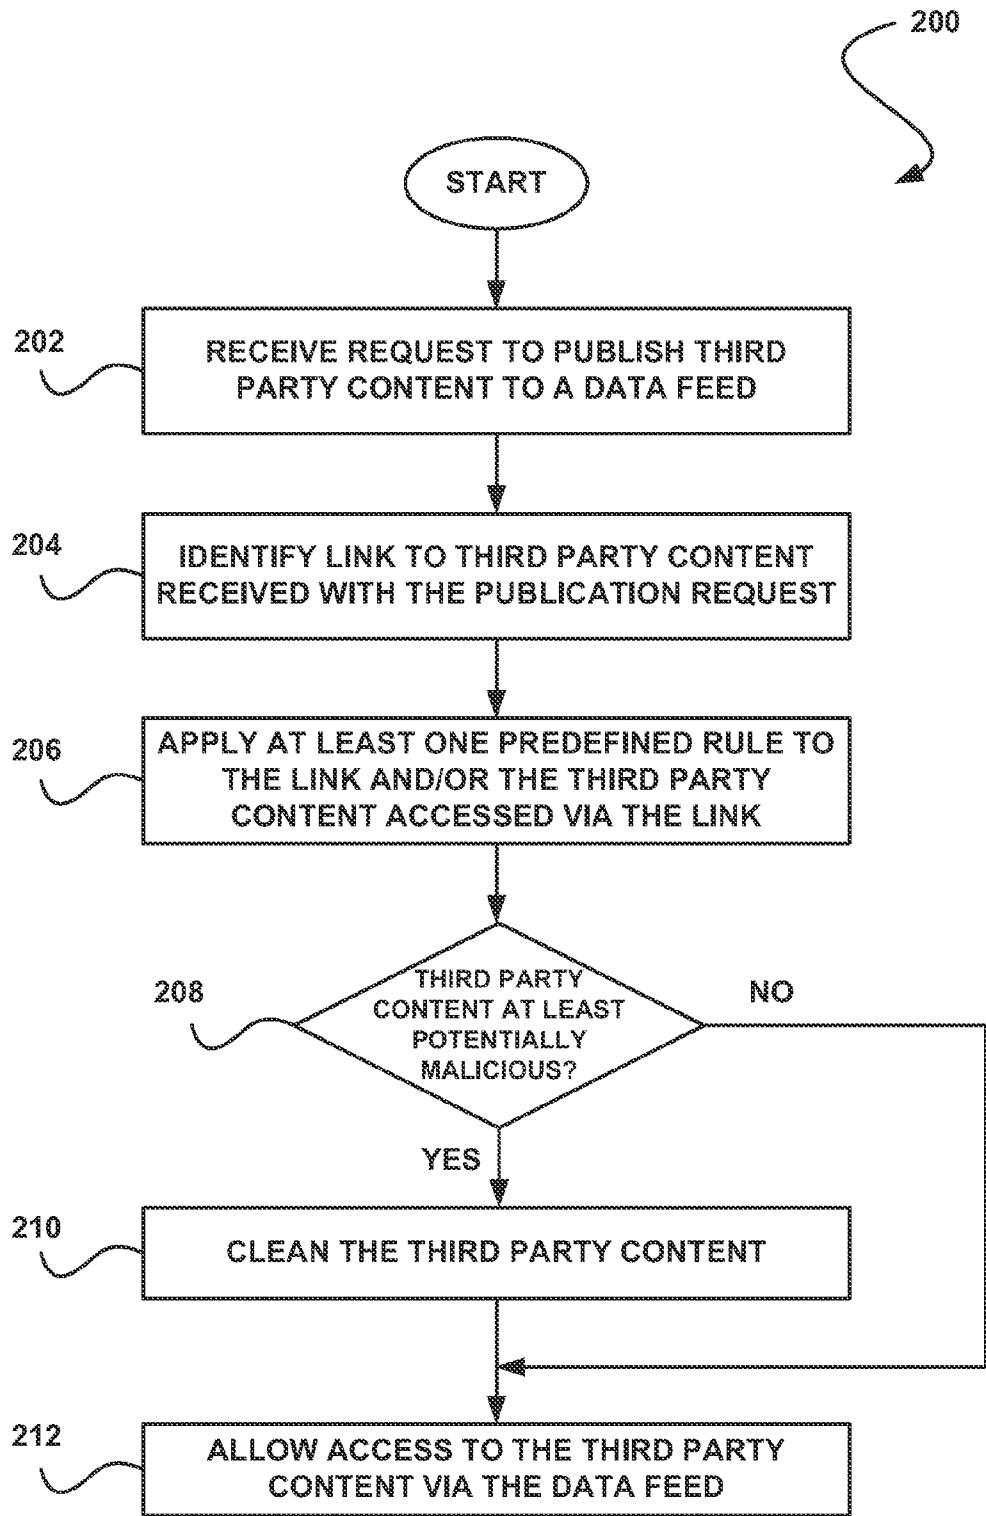 200
START
202
RECEIVE REQUEST TO PUBLISH THIRD
PARTY CONTENT TO A DATA FEED
204
IDENTIFY LINK TO THIRD PARTY CONTENT
RECEIVED WITH THE PUBLICATION REQUEST
206
APPLY AT LEAST ONE PREDEFINED RULE TO
THE LINK AND/OR THE THIRD PARTY
CONTENT ACCESSED VIA THE LINK
208
THIRD PARTY
CONTENT AT LEAST
POTENTIALLY
MALICIOUS?
NO
YES
210
CLEAN THE THIRD PARTY CONTENT
212
ALLOW ACCESS TO THE THIRD PARTY
CONTENT VIA THE DATA FEED